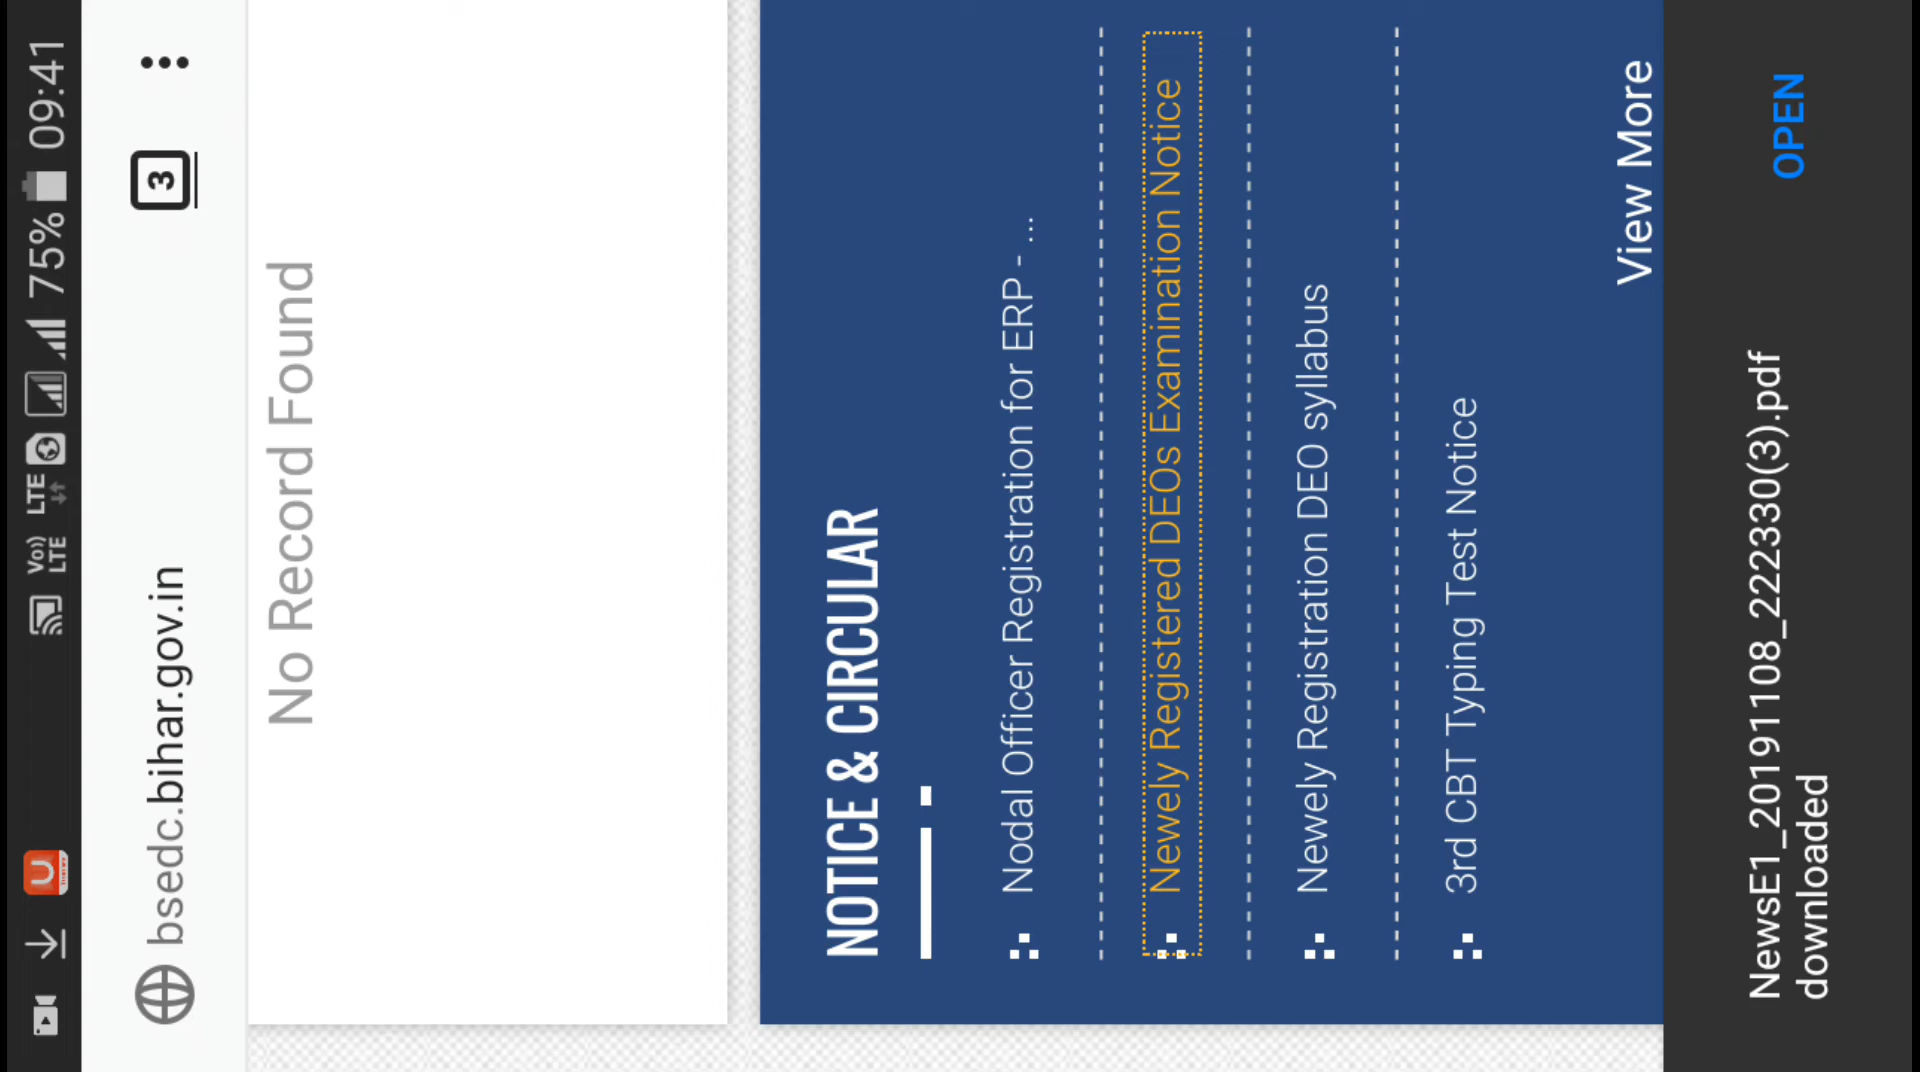 VoLTE LTE 75% 09:41
bsedc.bihar.gov.in 3
No Record Found
NOTICE & CIRCULAR
Nodal Officer Registration for ERP - ...
Newely Registered DEOs Examination Notice
Newely Registration DEO syllabus
3rd CBT Typing Test Notice
View More
NewsE1_20191108_222330(3).pdf
downloaded
OPEN